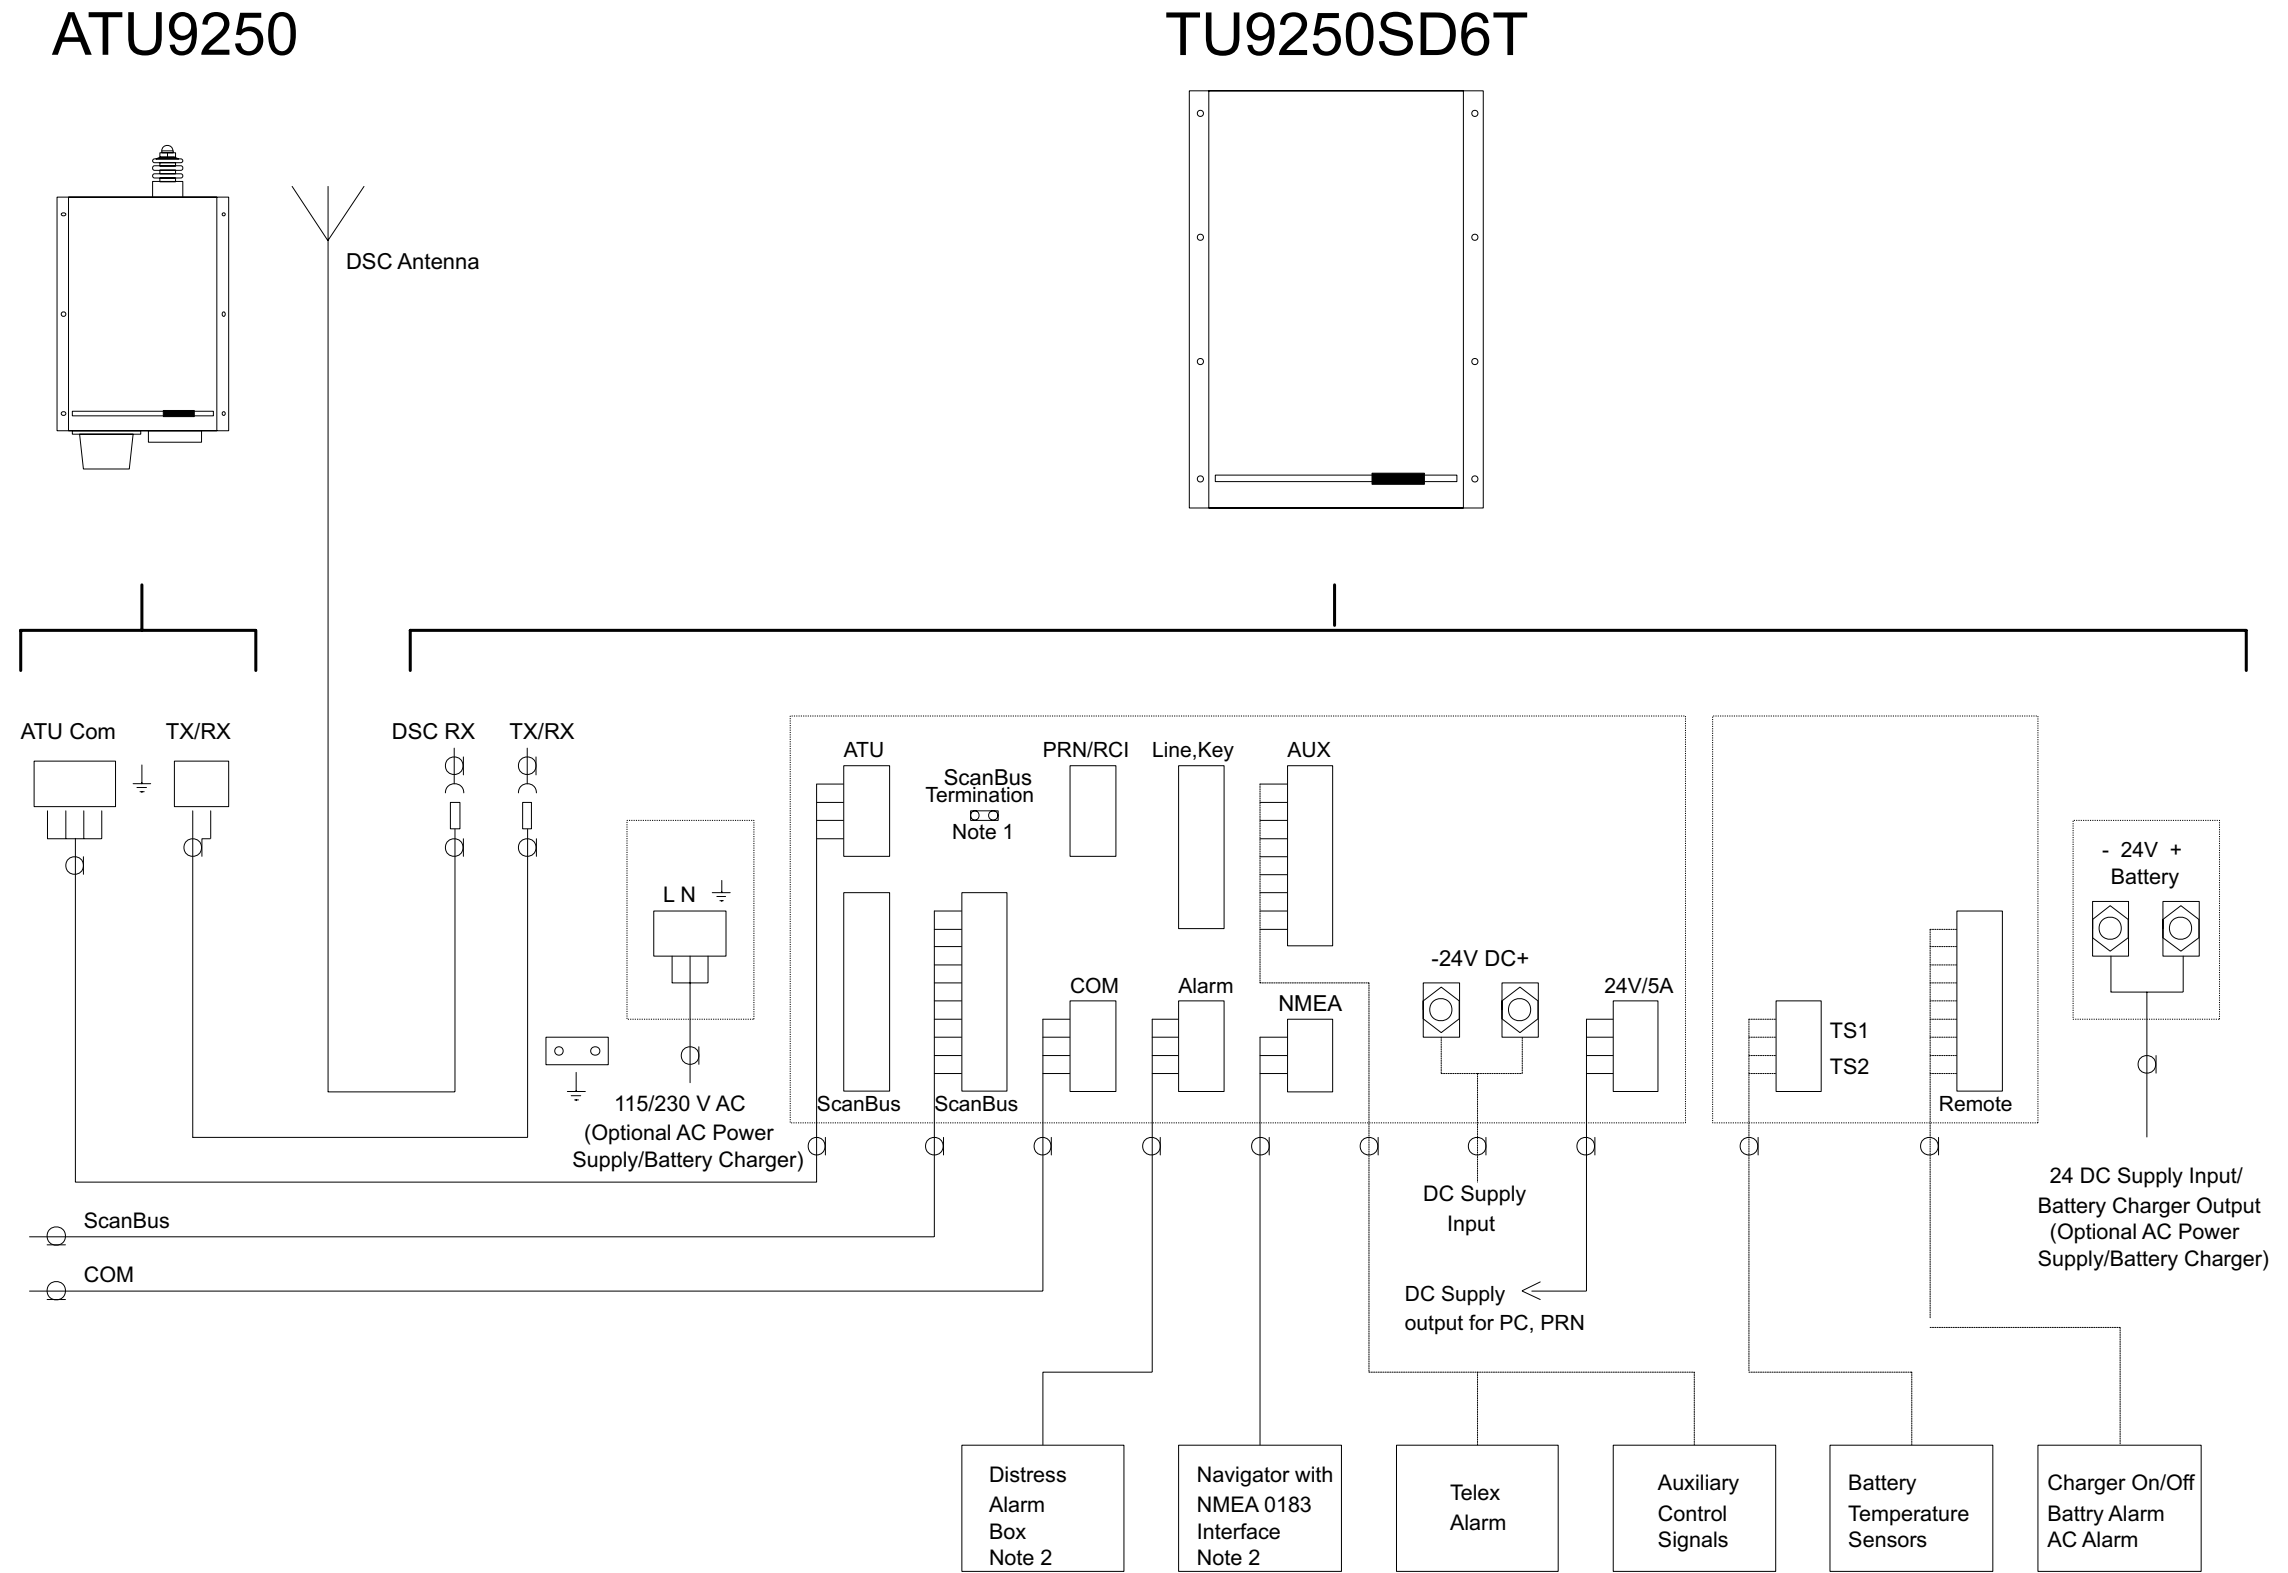 ATU9250
TU9250SD6T
DSC Antenna
ATU Com
TX/RX
DSC RX
TX/RX
ATU
ScanBus
Termination
Note 1
PRN/RCI
Line,Key
AUX
L N
115/230 V AC
(Optional AC Power
Supply/Battery Charger)
ScanBus
ScanBus
COM
Alarm
NMEA
-24V DC+
24V/5A
TS1
TS2
Remote
- 24V +
Battery
DC Supply
Input
24 DC Supply Input/
Battery Charger Output
(Optional AC Power
Supply/Battery Charger)
ScanBus
COM
DC Supply
output for PC, PRN
Distress
Alarm
Box
Note 2
Navigator with
NMEA 0183
Interface
Note 2
Telex
Alarm
Auxiliary
Control
Signals
Battery
Temperature
Sensors
Charger On/Off
Battry Alarm
AC Alarm